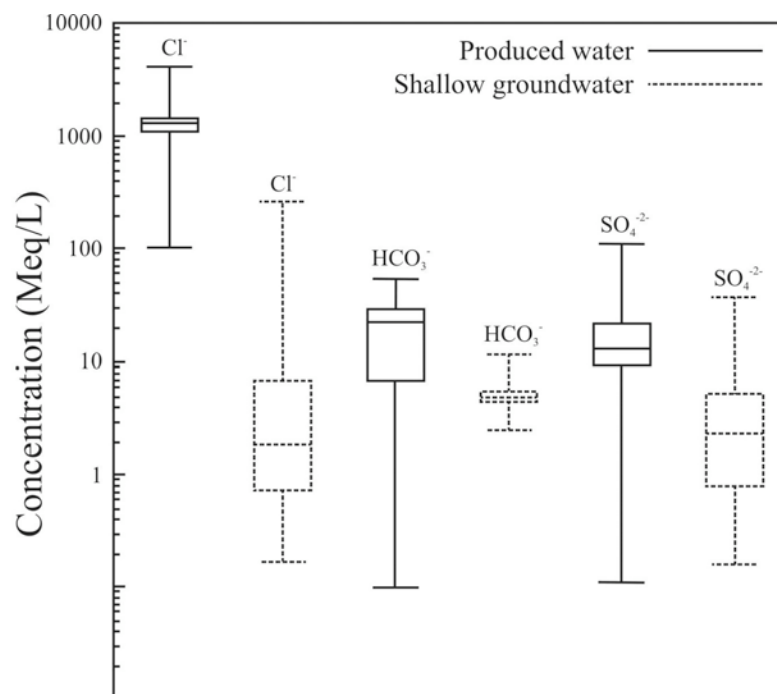 10000
1000
100
10
1
Concentration (Meq/L)
Produced water
Shallow groundwater
Cl⁻
Cl⁻
HCO₃⁻
HCO₃⁻
SO₄⁻²⁻
SO₄⁻²⁻